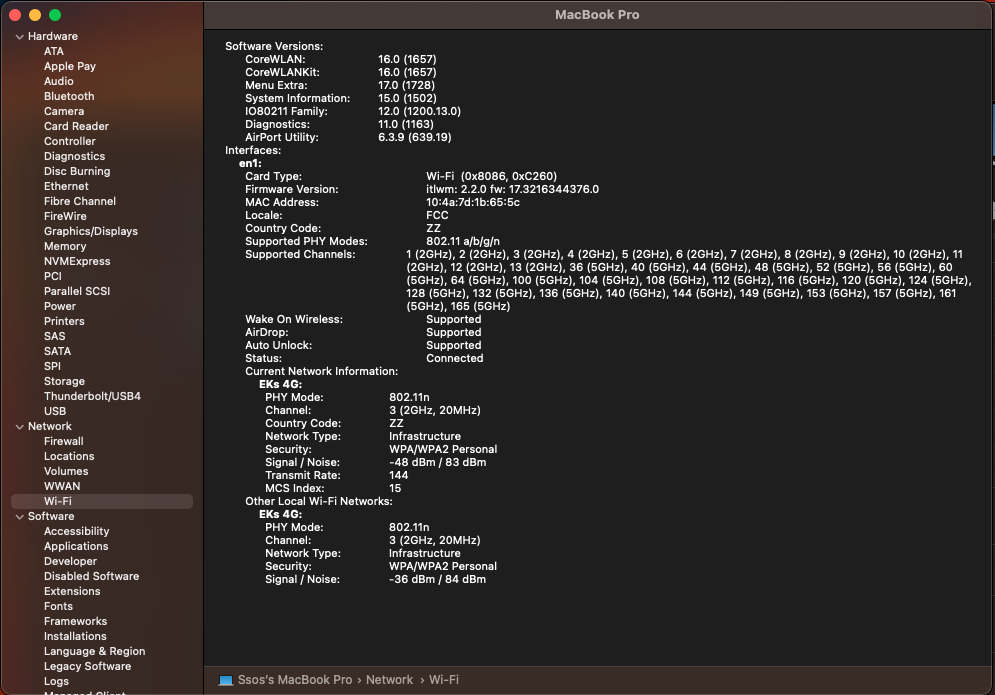 MacBook Pro
Hardware
ATA
Apple Pay
Audio
Bluetooth
Camera
Card Reader
Controller
Diagnostics
Disc Burning
Ethernet
Fibre Channel
FireWire
Graphics/Displays
Memory
NVMExpress
PCI
Parallel SCSI
Power
Printers
SAS
SATA
SPI
Storage
Thunderbolt/USB4
USB
Network
Firewall
Locations
Volumes
WWAN
Wi-Fi
Software
Accessibility
Applications
Developer
Disabled Software
Extensions
Fonts
Frameworks
Installations
Language & Region
Legacy Software
Logs
Managed Client
Software Versions:
CoreWLAN: 16.0 (1657)
CoreWLANKit: 16.0 (1657)
Menu Extra: 17.0 (1728)
System Information: 15.0 (1502)
IO80211 Family: 12.0 (1200.13.0)
Diagnostics: 11.0 (1163)
AirPort Utility: 6.3.9 (639.19)
Interfaces:
en1:
Card Type: Wi-Fi (0x8086, 0xC260)
Firmware Version: itlwm: 2.2.0 fw: 17.3216344376.0
MAC Address: 10:4a:7d:1b:65:5c
Locale: FCC
Country Code: ZZ
Supported PHY Modes: 802.11 a/b/g/n
Supported Channels: 1 (2GHz), 2 (2GHz), 3 (2GHz), 4 (2GHz), 5 (2GHz), 6 (2GHz), 7 (2GHz), 8 (2GHz), 9 (2GHz), 10 (2GHz), 11
(2GHz), 12 (2GHz), 13 (2GHz), 36 (5GHz), 40 (5GHz), 44 (5GHz), 48 (5GHz), 52 (5GHz), 56 (5GHz), 60
(5GHz), 64 (5GHz), 100 (5GHz), 104 (5GHz), 108 (5GHz), 112 (5GHz), 116 (5GHz), 120 (5GHz), 124 (5GHz),
128 (5GHz), 132 (5GHz), 136 (5GHz), 140 (5GHz), 144 (5GHz), 149 (5GHz), 153 (5GHz), 157 (5GHz), 161
(5GHz), 165 (5GHz)
Wake On Wireless: Supported
AirDrop: Supported
Auto Unlock: Supported
Status: Connected
Current Network Information:
EKs 4G:
PHY Mode: 802.11n
Channel: 3 (2GHz, 20MHz)
Country Code: ZZ
Network Type: Infrastructure
Security: WPA/WPA2 Personal
Signal / Noise: -48 dBm / 83 dBm
Transmit Rate: 144
MCS Index: 15
Other Local Wi-Fi Networks:
EKs 4G:
PHY Mode: 802.11n
Channel: 3 (2GHz, 20MHz)
Network Type: Infrastructure
Security: WPA/WPA2 Personal
Signal / Noise: -36 dBm / 84 dBm
Ssos's MacBook Pro › Network › Wi-Fi